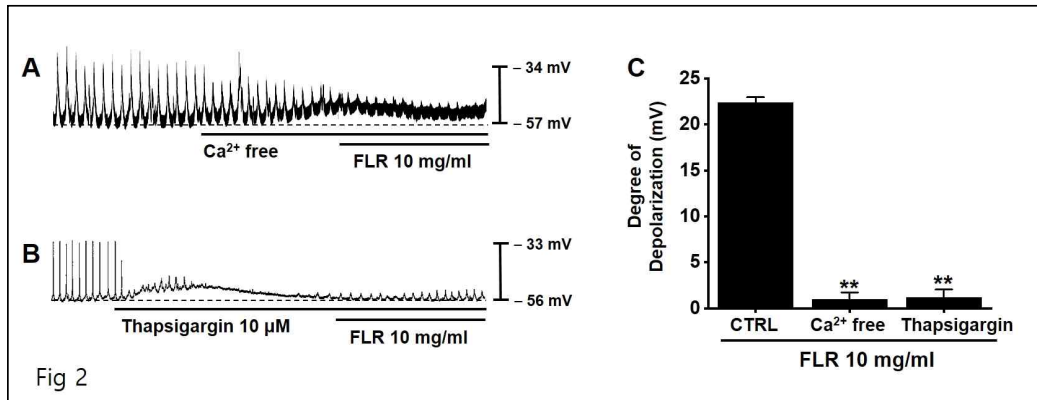 A
– 34 mV
– 57 mV
Ca²⁺ free
FLR 10 mg/ml
B
– 33 mV
– 56 mV
Thapsigargin 10 µM
FLR 10 mg/ml
C
Degree of
Depolarization (mV)
25
20
15
10
5
0
** **
CTRL Ca²⁺ free Thapsigargin
FLR 10 mg/ml
Fig 2